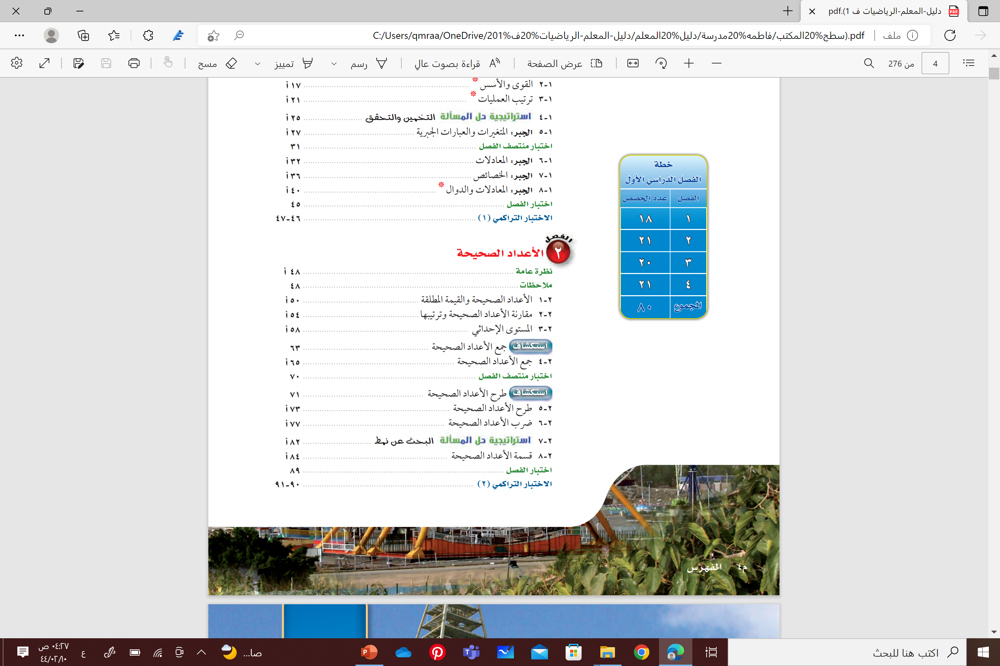 دليل-المعلم-الرياضيات ف 1).pdf
ملف
C:/Users/qmraa/OneDrive/سطح%20المكتب/فاطمه%20مدرسة/دليل%20المعلم/دليل-المعلم-الرياضيات%20ف%201).pdf
4 من 276
عرض الصفحة
قراءة بصوت عالٍ
رسم
تمييز
مسح
١-٢ القوى والأسس * ١٧أ
١-٣ ترتيب العمليات * ٢١أ
١-٤ استراتيجية حل المسألة التخمين والتحقق ٢٥أ
١-٥ الجبر: المتغيرات والعبارات الجبرية ٢٧أ
اختبار منتصف الفصل ٣١
١-٦ الجبر: المعادلات ٣٢أ
١-٧ الجبر: الخصائص ٣٦أ
١-٨ الجبر: المعادلات والدوال * ٤٠أ
اختبار الفصل ٤٥
الاختبار التراكمي (١) ٤٦-٤٧
خطة
الفصل الدراسي الأول
الفصل عدد الحصص
١ ١٨
٢ ٢١
٣ ٢٠
٤ ٢١
المجموع ٨٠
الفصل
٢ الأعداد الصحيحة
نظرة عامة ٤٨ أ
ملاحظات ٤٨
٢-١ الأعداد الصحيحة والقيمة المطلقة ٥٠أ
٢-٢ مقارنة الأعداد الصحيحة وترتيبها ٥٤أ
٢-٣ المستوى الإحداثي ٥٨أ
استكشاف جمع الأعداد الصحيحة ٦٣
٢-٤ جمع الأعداد الصحيحة ٦٥أ
اختبار منتصف الفصل ٧٠
استكشاف طرح الأعداد الصحيحة ٧١
٢-٥ طرح الأعداد الصحيحة ٧٣أ
٢-٦ ضرب الأعداد الصحيحة ٧٧أ
٢-٧ استراتيجية حل المسألة البحث عن نمط ٨٢أ
٢-٨ قسمة الأعداد الصحيحة ٨٤أ
اختبار الفصل ٨٩
الاختبار التراكمي (٢) ٩٠-٩١
م٤ الفهرس
اكتب هنا للبحث
صا...
ع
٠٤:٢٧ ص
٤٤/٠٢/١٠